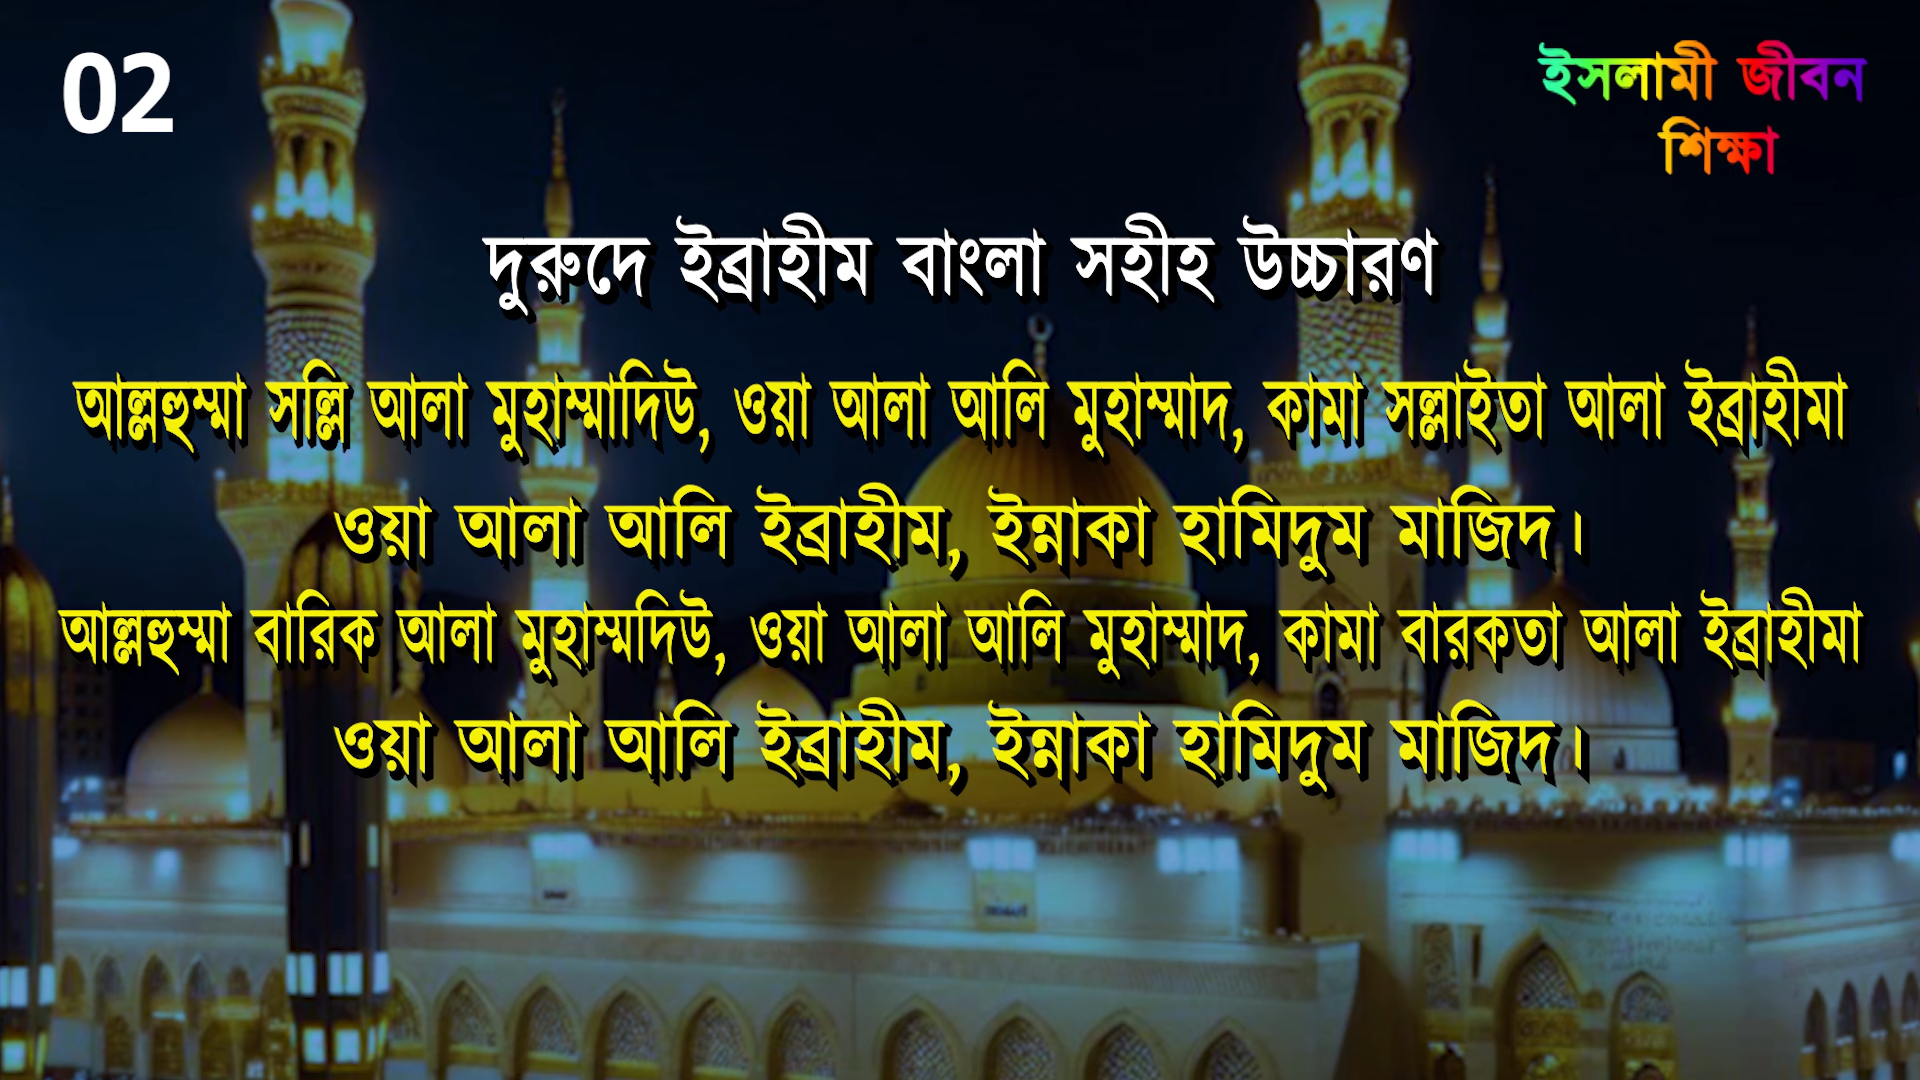 02
ইসলামী জীবন
শিক্ষা
দুরুদে ইব্রাহীম বাংলা সহীহ উচ্চারণ
আল্লহুম্মা সল্লি আলা মুহাম্মাদিউ, ওয়া আলা আলি মুহাম্মাদ, কামা সল্লাইতা আলা ইব্রাহীমা
ওয়া আলা আলি ইব্রাহীম, ইন্নাকা হামিদুম মাজিদ।
আল্লহুম্মা বারিক আলা মুহাম্মদিউ, ওয়া আলা আলি মুহাম্মাদ, কামা বারকতা আলা ইব্রাহীমা
ওয়া আলা আলি ইব্রাহীম, ইন্নাকা হামিদুম মাজিদ।